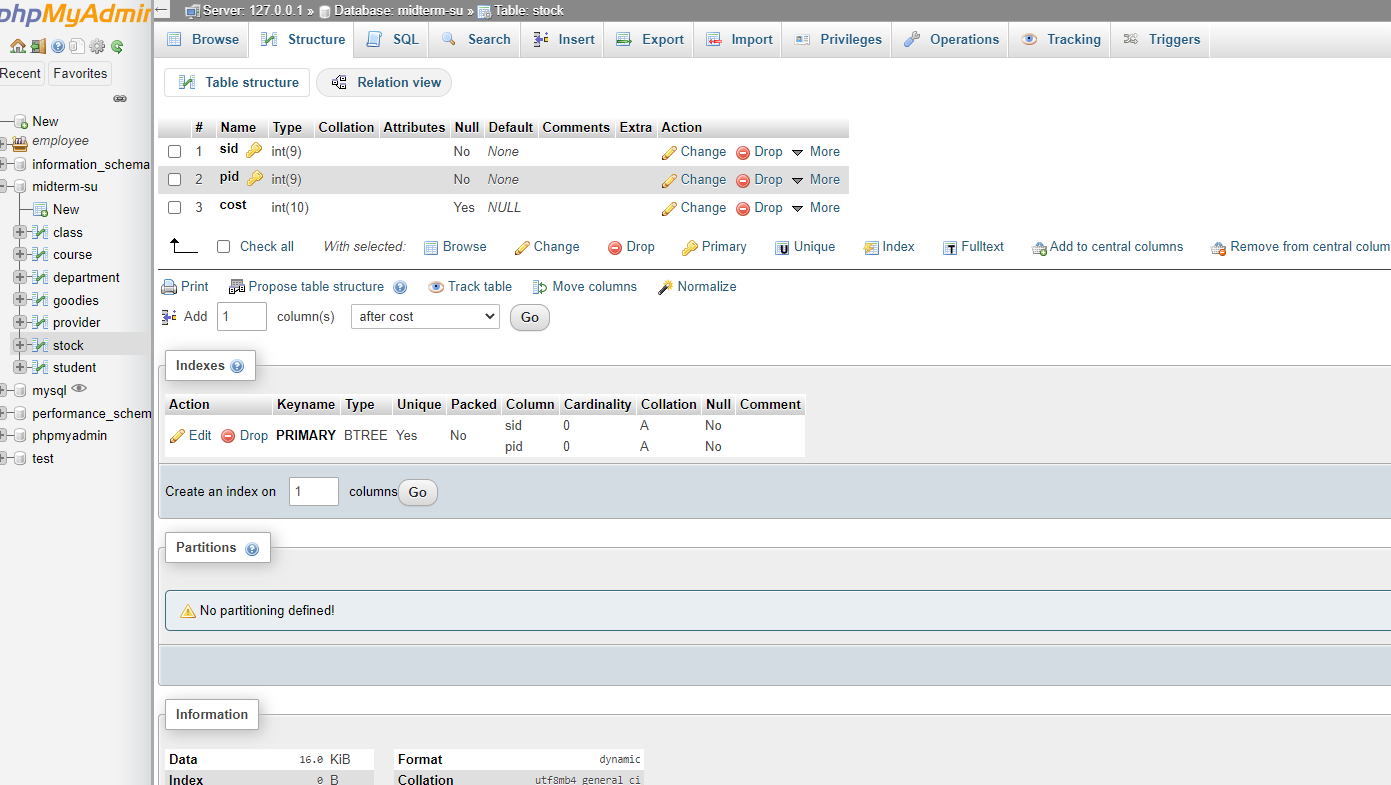 phpMyAdmin
Recent Favorites
New
employee
information_schema
midterm-su
New
class
course
department
goodies
provider
stock
student
mysql
performance_schem
phpmyadmin
test
Server: 127.0.0.1 » Database: midterm-su » Table: stock
Browse Structure SQL Search Insert Export Import Privileges Operations Tracking Triggers
Table structure Relation view
# Name Type Collation Attributes Null Default Comments Extra Action
1 sid int(9) No None Change Drop More
2 pid int(9) No None Change Drop More
3 cost int(10) Yes NULL Change Drop More
Check all With selected: Browse Change Drop Primary Unique Index Fulltext Add to central columns Remove from central colum
Print Propose table structure Track table Move columns Normalize
Add 1 column(s) after cost Go
Indexes
Action Keyname Type Unique Packed Column Cardinality Collation Null Comment
Edit Drop PRIMARY BTREE Yes No sid 0 A No
pid 0 A No
Create an index on 1 columns Go
Partitions
No partitioning defined!
Information
Data 16.0 KiB Format dynamic
Index 0 B Collation utf8mb4_general_ci